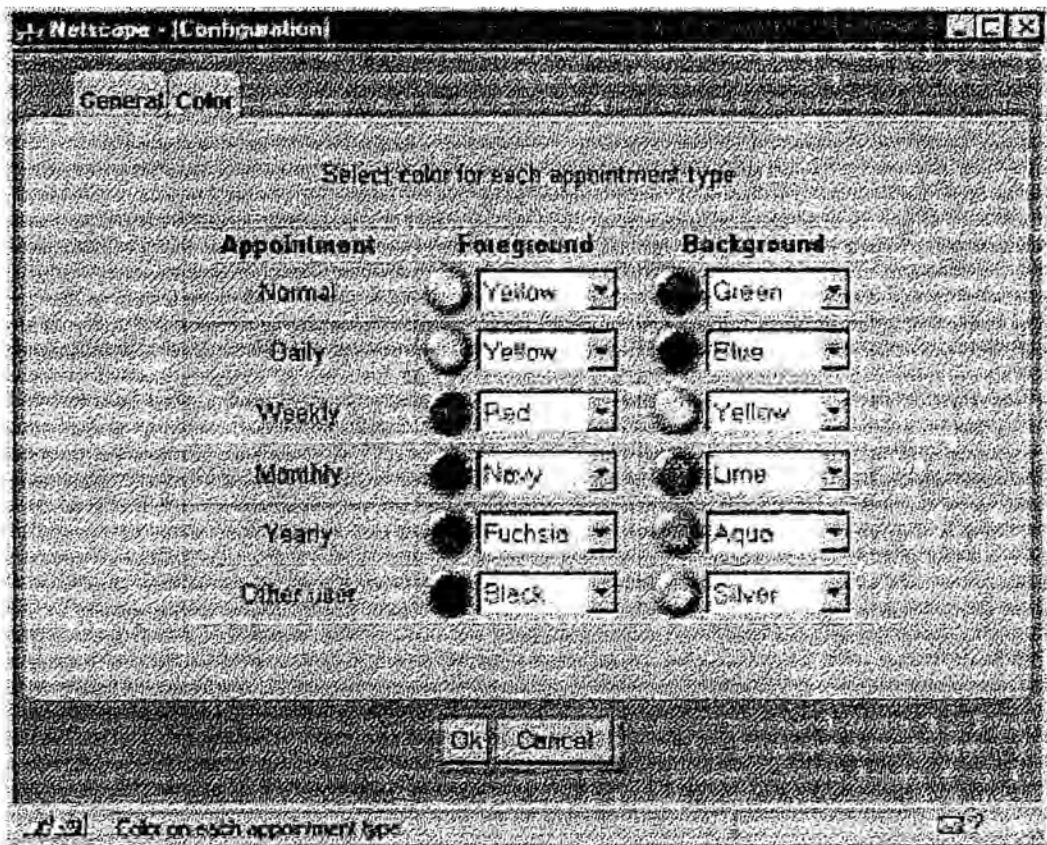 Netscape - [Configuration]
General Color
Select color for each appointment type
Appointment Foreground Background
Normal Yellow Green
Daily Yellow Blue
Weekly Red Yellow
Monthly Navy Lime
Yearly Fuchsia Aqua
Other user Black Silver
Ok Cancel
Color on each appointment type
?